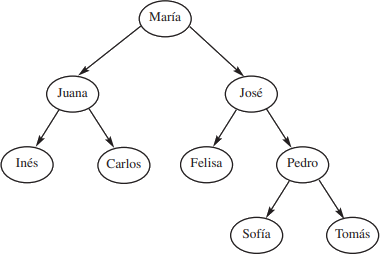 María
Juana
José
Inés
Carlos
Felisa
Pedro
Sofía
Tomás